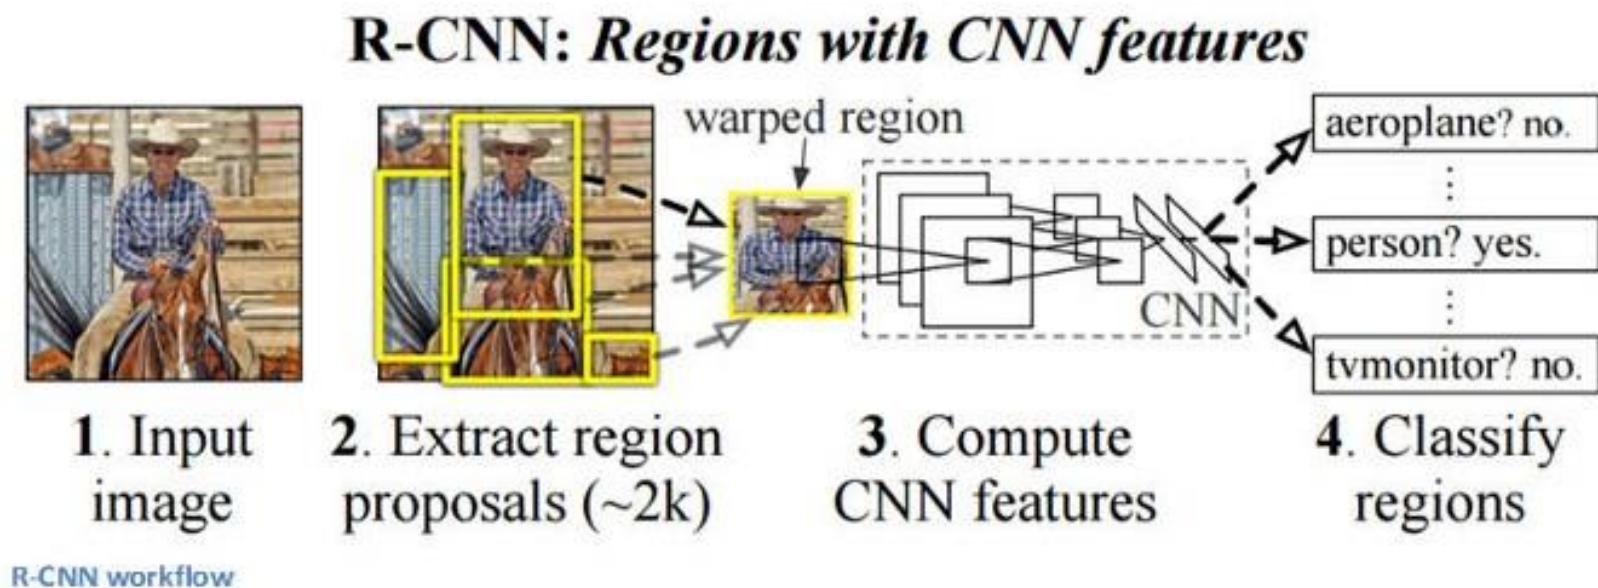 R-CNN: Regions with CNN features
warped region
aeroplane? no.
person? yes.
tvmonitor? no.
CNN
1. Input
image
2. Extract region
proposals (~2k)
3. Compute
CNN features
4. Classify
regions
R-CNN workflow